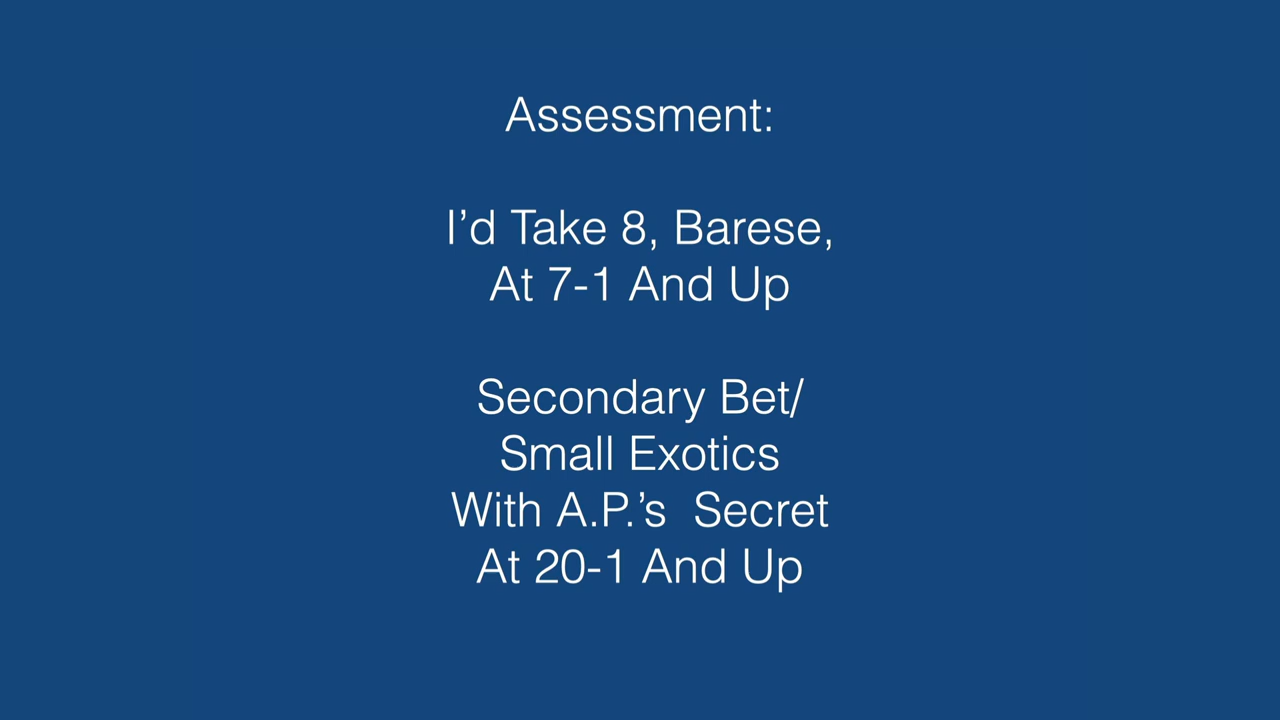 Assessment:
I’d Take 8, Barese,
At 7-1 And Up
Secondary Bet/
Small Exotics
With A.P.’s  Secret
At 20-1 And Up